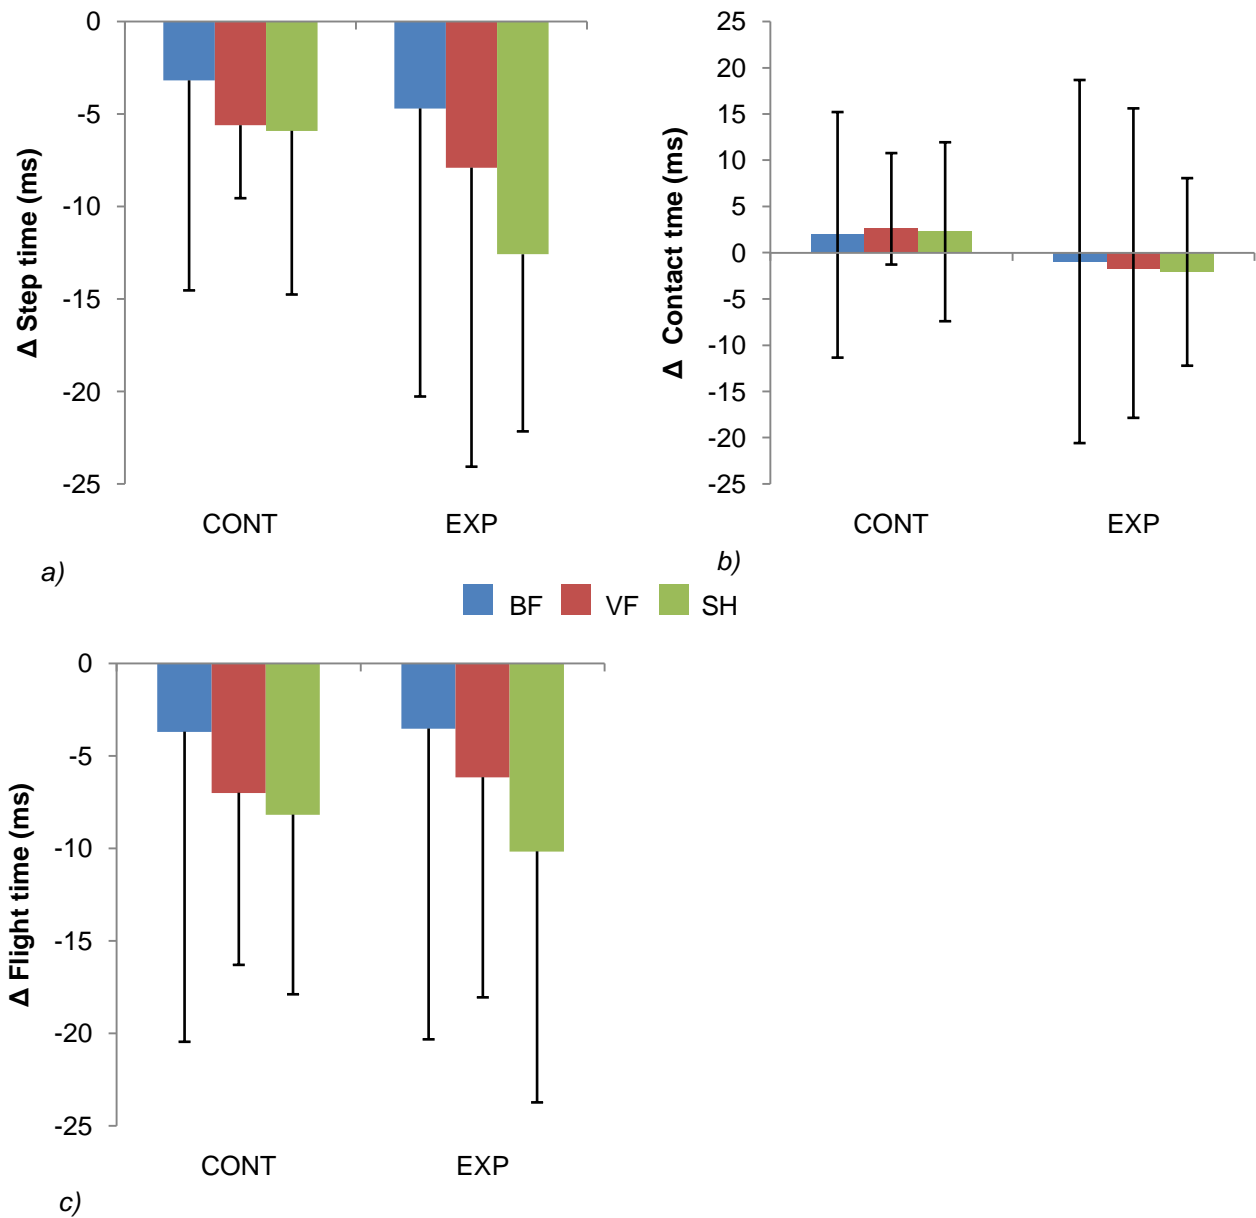 0
-5
-10
-15
-20
-25
Δ Step time (ms)
CONT EXP
a)
25
20
15
10
5
0
-5
-10
-15
-20
-25
Δ Contact tme (ms)
CONT EXP
b)
BF VF SH
0
-5
-10
-15
-20
-25
Δ Flight time (ms)
CONT EXP
c)